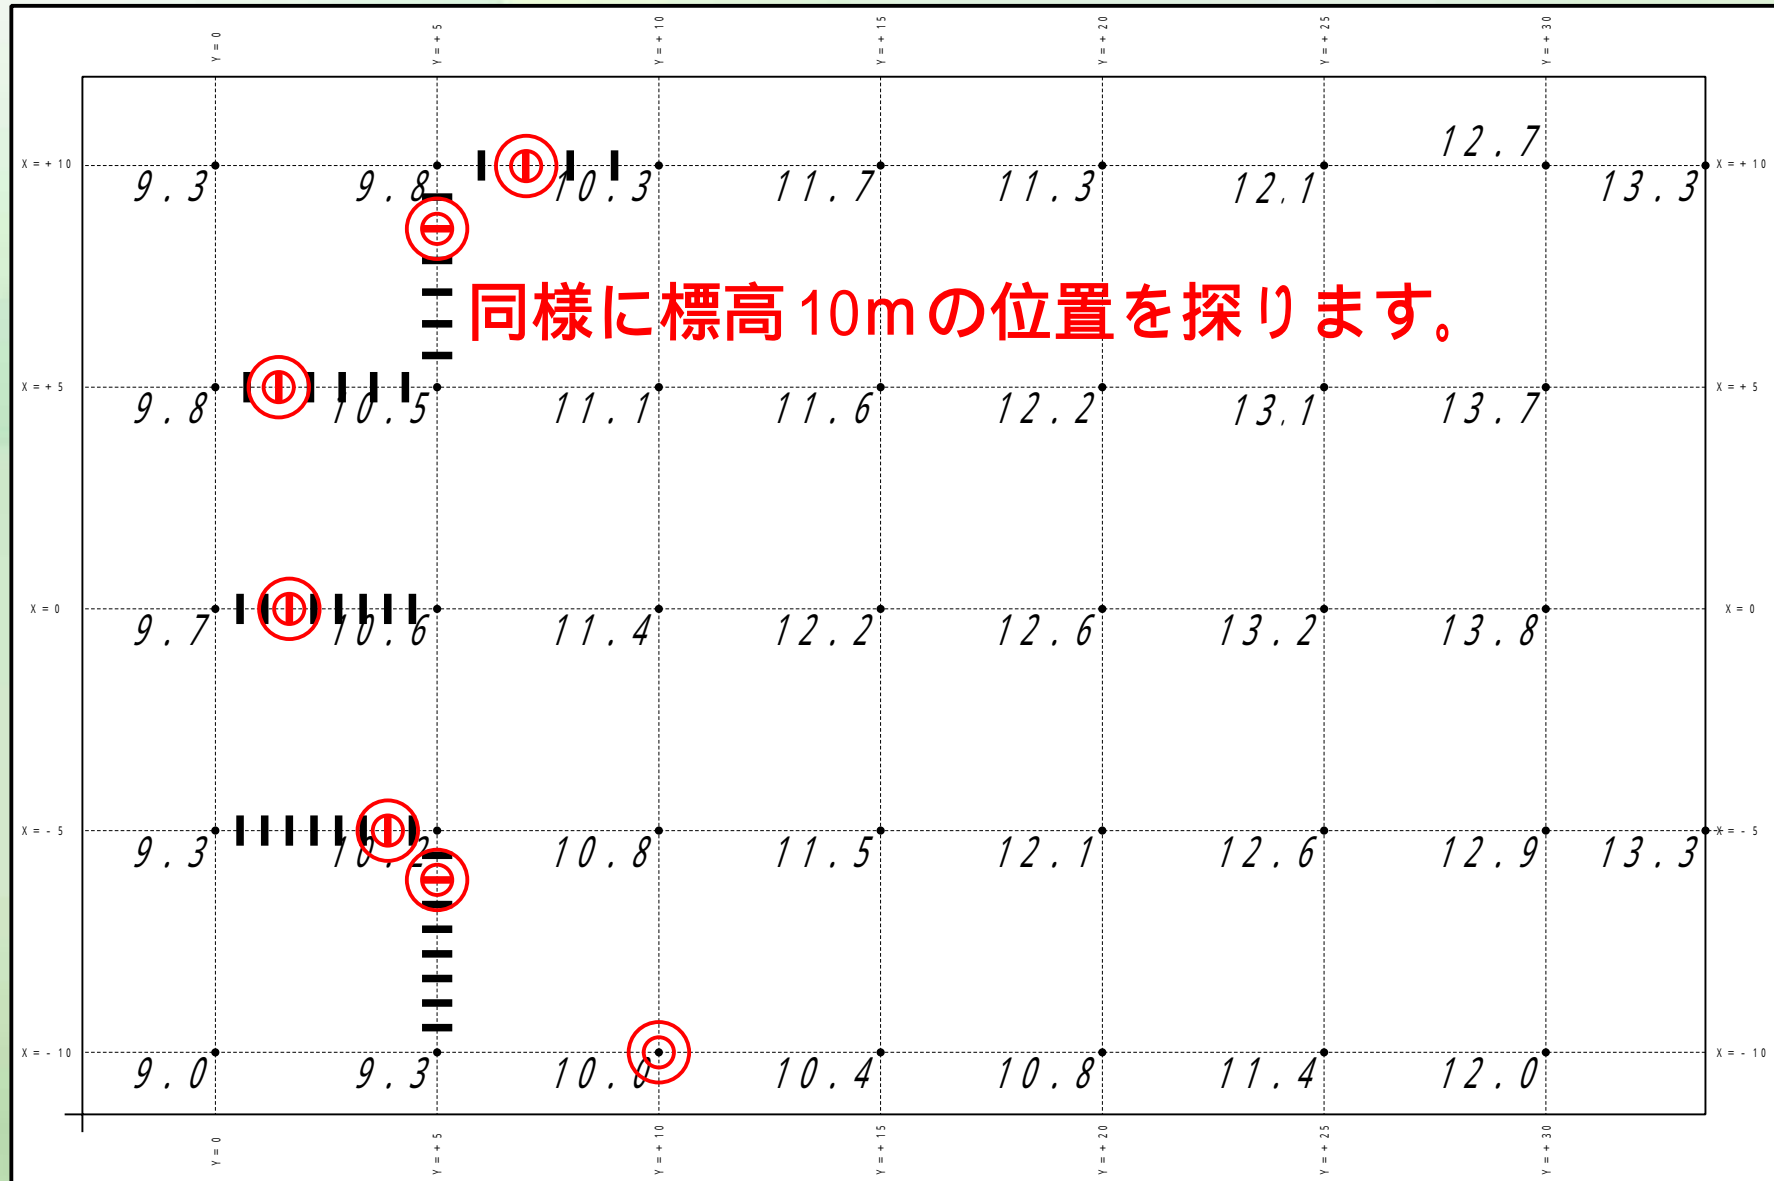 Y = 0 Y = + 5 Y = + 10 Y = + 15 Y = + 20 Y = + 25 Y = + 30
12.7
X = + 10 X = + 10
9.3 9.8 10.3 11.7 11.3 12.1 13.3
同様に標高10mの位置を探ります。
X = + 5 X = + 5
9.8 10.5 11.1 11.6 12.2 13.1 13.7
X = 0 X = 0
9.7 10.6 11.4 12.2 12.6 13.2 13.8
X = - 5 X = - 5
9.3 10.2 10.8 11.5 12.1 12.6 12.9 13.3
X = - 10 X = - 10
9.0 9.3 10.0 10.4 10.8 11.4 12.0
Y = 0 Y = + 5 Y = + 10 Y = + 15 Y = + 20 Y = + 25 Y = + 30